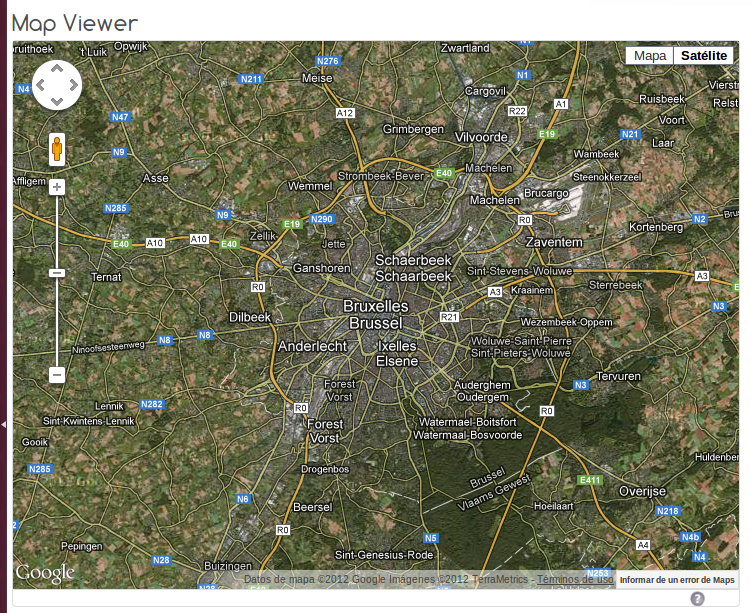 Map Viewer
't Luik
Opwijk
Zwartland
N1
N276
Mapa
Satélite
N211
Meise
N1
Cargovil
A12
R22
A1
Ruisbeek
N47
Grimbergen
Vilvoorde
E19
N21
Voort
Laar
N9
Wambeek
Strombeek-Bever
E40
Machelen
Steenokkerzeel
Affligem
Asse
Wemmel
Machelen
Brucargo
N285
N9
N290
E19
R0
N2
Kortenberg
Zellik
Jette
Zaventem
E40
A10
A10
E40
Schaerbeek
Schaarbeek
Ganshoren
Sint-Stevens-Woluwe
A3
Ternat
R0
Sterrebeek
A3
Kraainem
Bruxelles
Brussel
N3
Dilbeek
R21
Wezembeek-Oppem
N8
N8
Ninoofsesteenweg
Anderlecht
Ixelles
Elsene
Woluwe-Saint-Pierre
Sint-Pieters-Woluwe
Forest
Vorst
Auderghem
Oudergem
N3
Tervuren
Lennik
N282
R0
R0
Sint-Kwintens-Lennik
Forest
Vorst
Watermael-Boitsfort
Watermaal-Bosvoorde
Gooik
N285
Drogenbos
Brussel
Vlaams Gewest
E411
Overijse
N6
Beersel
Hoeilaart
N218
R0
N5
N4b
A4
Pepingen
Sint-Genesius-Rode
N4
N28
Buizingen
Google
N253
Datos de mapa ©2012 Google Imágenes ©2012 TerraMetrics - Términos de uso
Informar de un error de Maps
N28
?